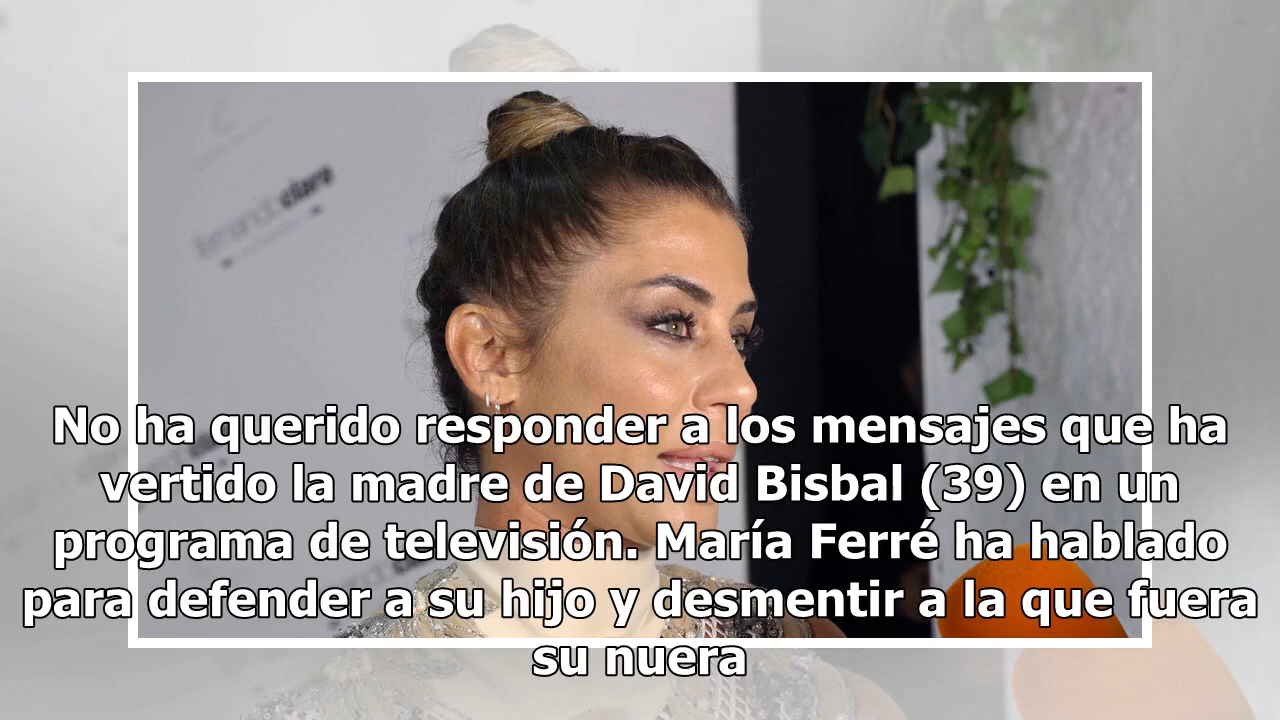 fernandoclaro
No ha querido responder a los mensajes que ha
vertido la madre de David Bisbal (39) en un
programa de televisión. María Ferré ha hablado
para defender a su hijo y desmentir a la que fuera
su nuera